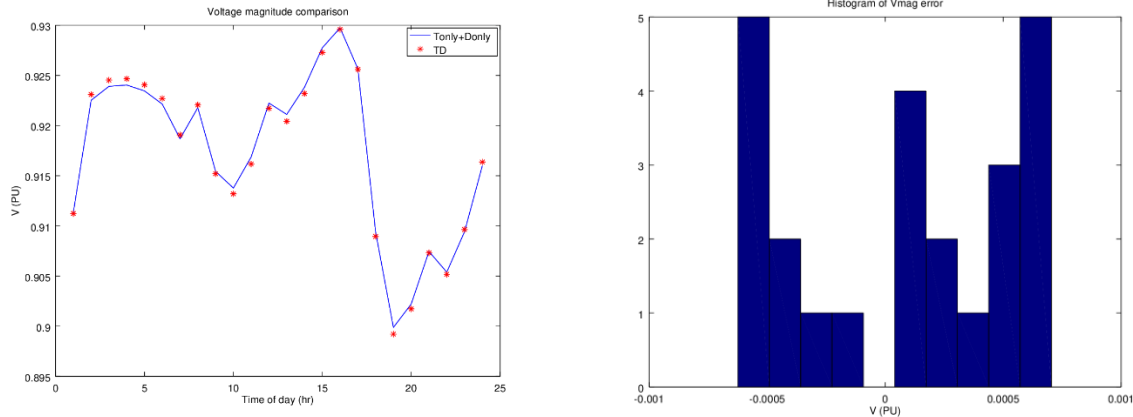 Voltage magnitude comparison
0.93
0.925
0.92
0.915
0.91
0.905
0.9
0.895
V (PU)
Tonly+Donly
TD
0 5 10 15 20 25
Time of day (hr)
Histogram of Vmag error
5
4
3
2
1
0
-0.001 -0.0005 0 0.0005 0.001
V (PU)